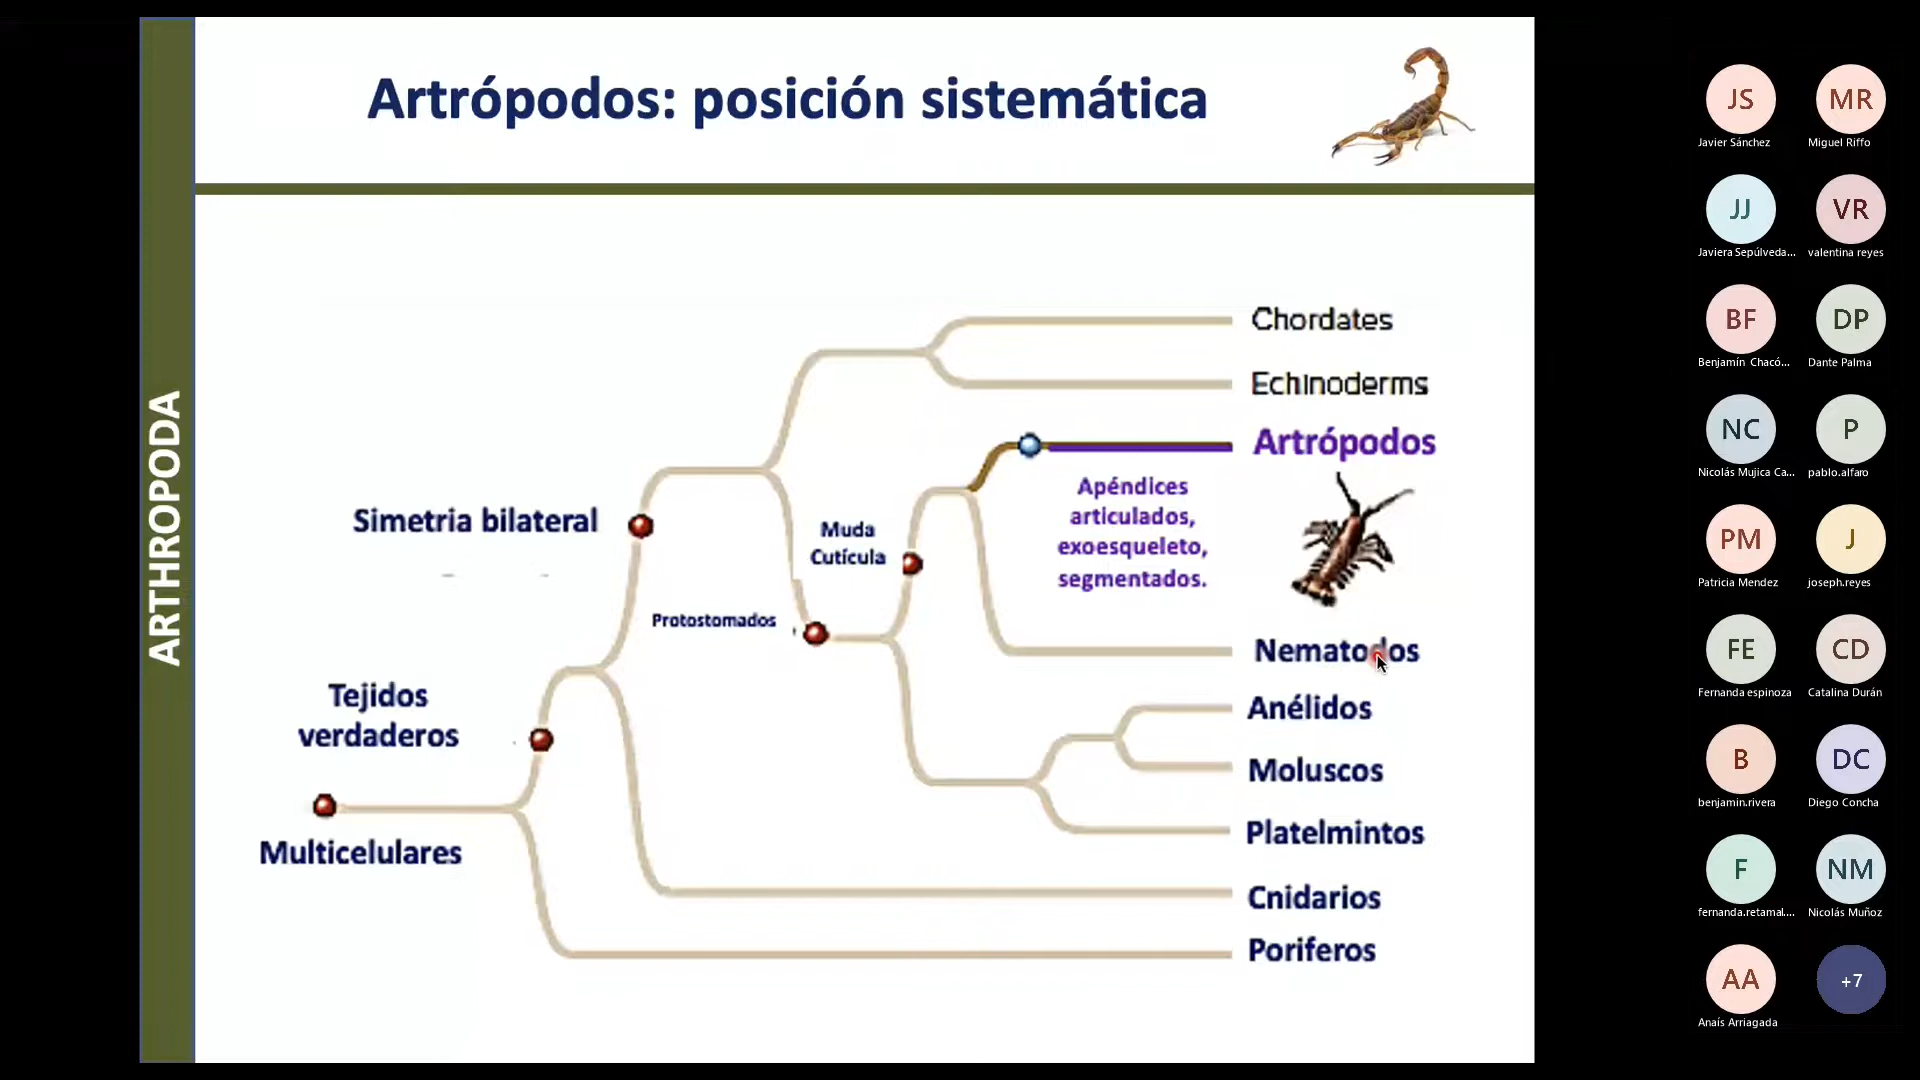 Artrópodos: posición sistemática
ARTHROPODA
Chordates
Echinoderms
Artrópodos
Apéndices
articulados,
exoesqueleto,
segmentados.
Simetria bilateral
Muda
Cutícula
Protostomados
Nematodos
Tejidos
verdaderos
Anélidos
Moluscos
Multicelulares
Platelmintos
Cnidarios
Poriferos
JS
Javier Sánchez
MR
Miguel Riffo
JJ
Javiera Sepúlveda...
VR
valentina reyes
BF
Benjamín Chacó...
DP
Dante Palma
NC
Nicolás Mujica Ca...
P
pablo.alfaro
PM
Patricia Mendez
J
joseph.reyes
FE
Fernanda espinoza
CD
Catalina Durán
B
benjamin.rivera
DC
Diego Concha
F
fernanda.retamal....
NM
Nicolás Muñoz
AA
Anaís Arriagada
+7